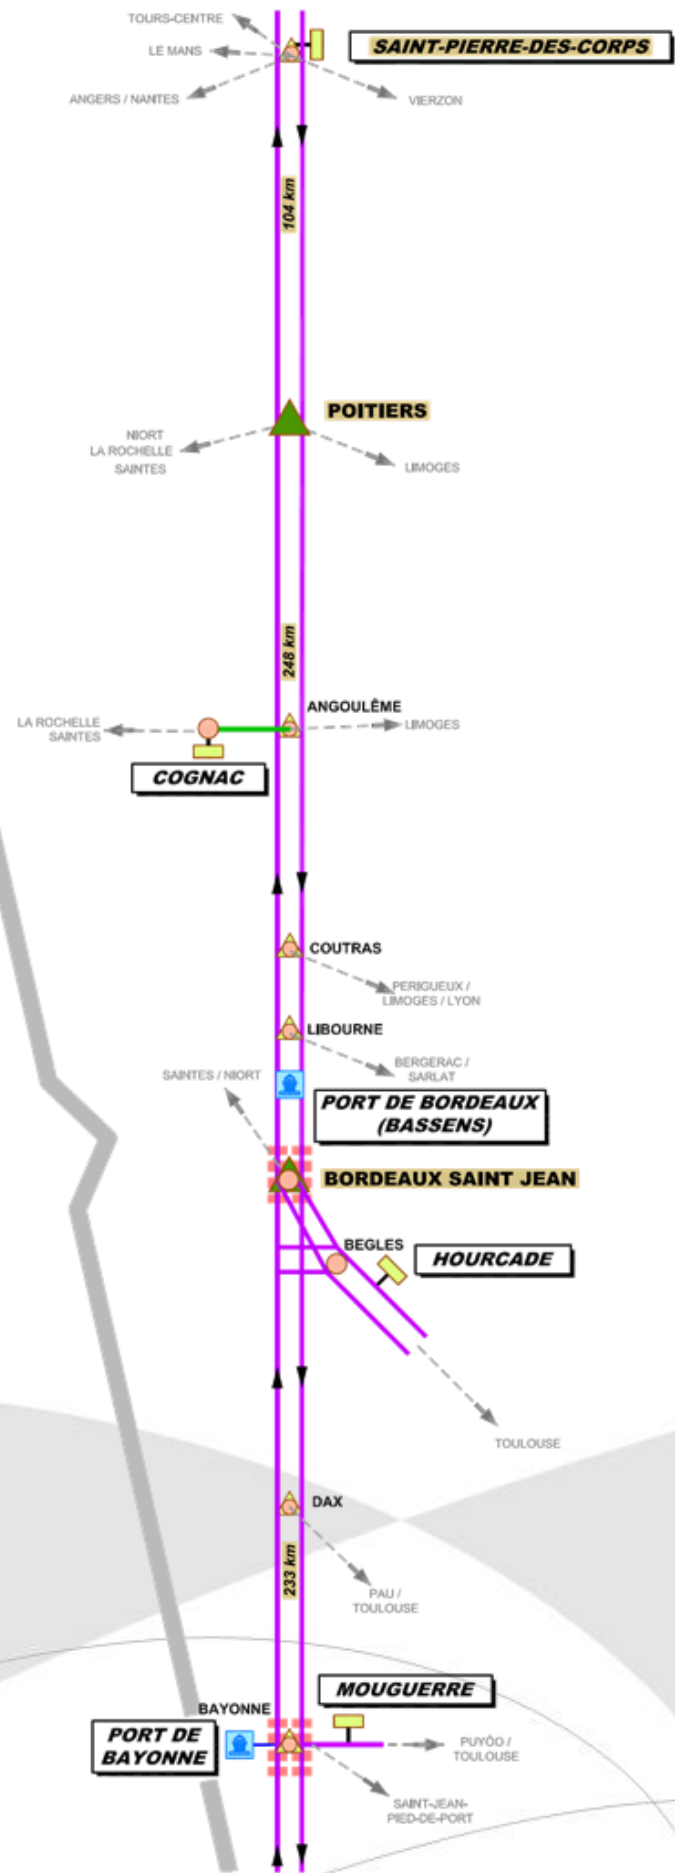 TOURS-CENTRE
SAINT-PIERRE-DES-CORPS
LE MANS
ANGERS / NANTES
VIERZON
104 km
POITIERS
NIORT
LA ROCHELLE
SAINTES
LIMOGES
248 km
ANGOULÊME
LA ROCHELLE
SAINTES
LIMOGES
COGNAC
COUTRAS
PERIGUEUX /
LIMOGES / LYON
LIBOURNE
BERGERAC /
SARLAT
SAINTES / NIORT
PORT DE BORDEAUX
(BASSENS)
BORDEAUX SAINT JEAN
BEGLES
HOURCADE
TOULOUSE
DAX
233 km
PAU /
TOULOUSE
MOUGUERRE
BAYONNE
PORT DE
BAYONNE
PUYÔO /
TOULOUSE
SAINT-JEAN-
PIED-DE-PORT